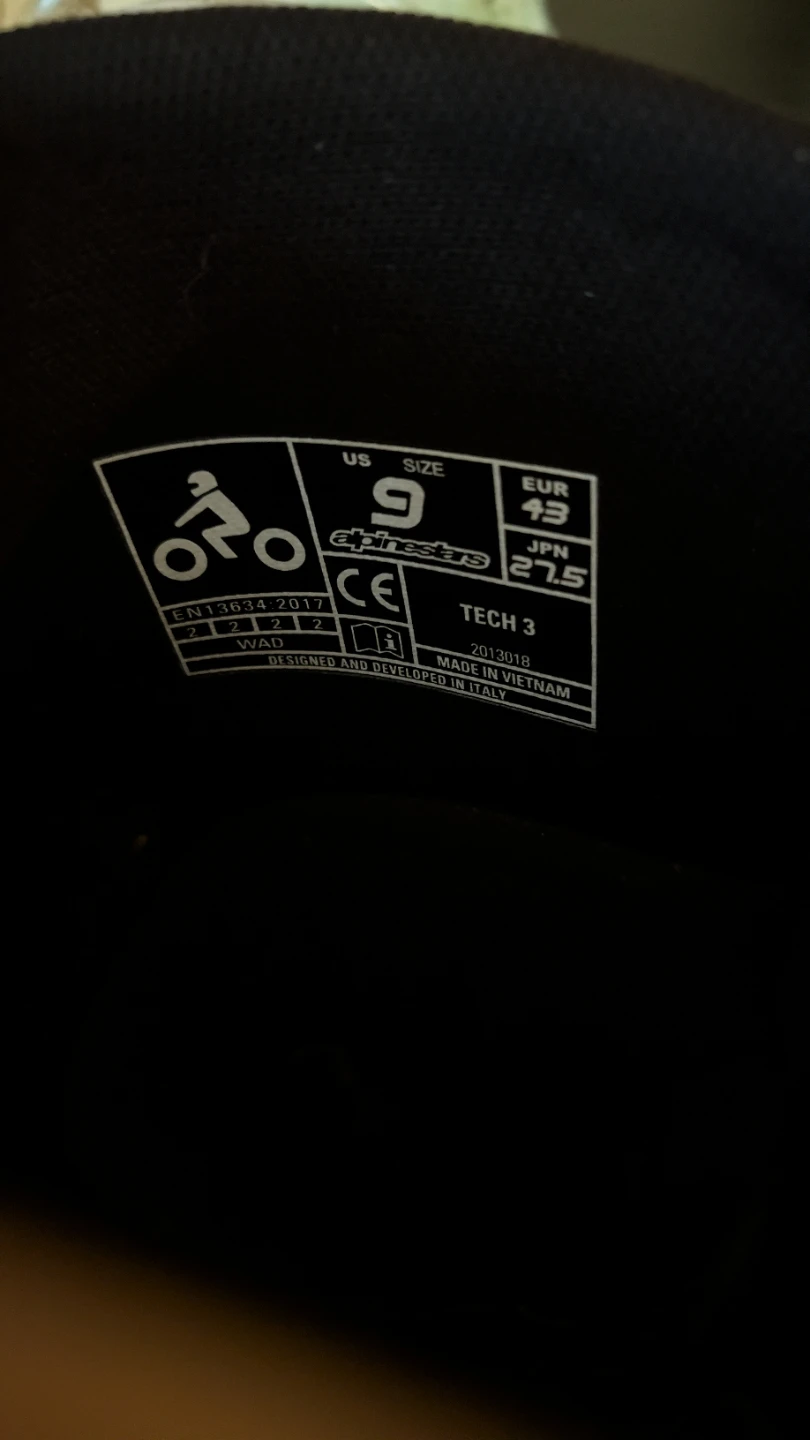 US SIZE
9
alpinestars
EUR
43
JPN
27.5
CE
EN13634:2017
2 2 2 2
WAD
i
TECH 3
2013018
MADE IN VIETNAM
DESIGNED AND DEVELOPED IN ITALY